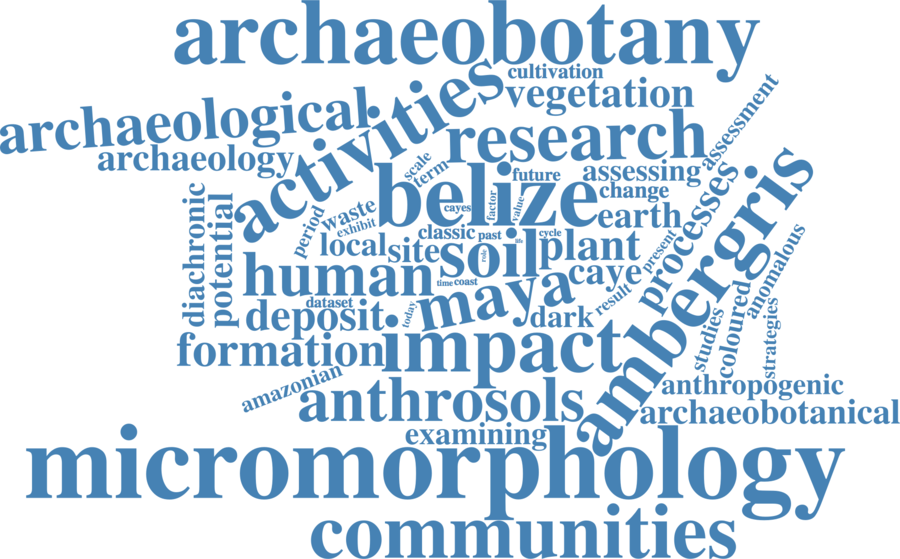 archaeobotany
cultivation
activities
vegetation
archaeological
assessment
research
archaeology
scale
term
future
assessing
belize
change
cayes
factor
value
processes
ambergris
diachronic
potential
period
waste
exhibit
earth
classic
past
life
cycle
local
site
soil
role
plant
present
anomalous
human
time
coast
caye
maya
result
coloured
dataset
deposit
today
dark
studies
strategies
formation
impact
amazonian
anthrosols
anthropogenic
archaeobotanical
examining
micromorphology
communities